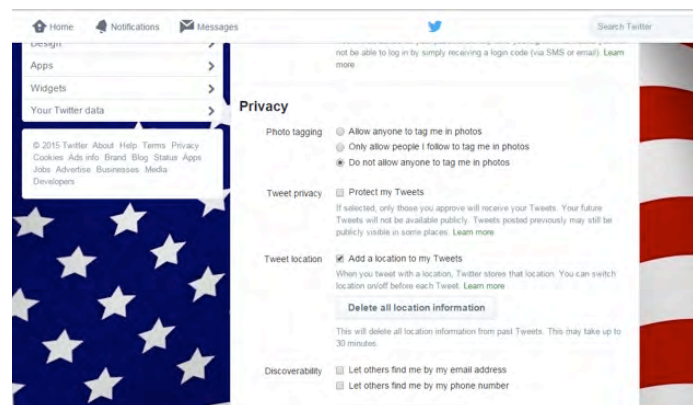 Home Notifications Messages Search Twitter
Design
Apps
Widgets
Your Twitter data
© 2015 Twitter About Help Terms Privacy
Cookies Ads info Brand Blog Status Apps
Jobs Advertise Businesses Media
Developers
not be able to log in by simply receiving a login code (via SMS or email). Learn
more
Privacy
Photo tagging Allow anyone to tag me in photos
Only allow people I follow to tag me in photos
Do not allow anyone to tag me in photos
Tweet privacy Protect my Tweets
If selected, only those you approve will receive your Tweets. Your future
Tweets will not be available publicly. Tweets posted previously may still be
publicly visible in some places. Learn more
Tweet location Add a location to my Tweets
When you tweet with a location, Twitter stores that location. You can switch
location on/off before each Tweet. Learn more
Delete all location information
This will delete all location information from past Tweets. This may take up to
30 minutes.
Discoverability Let others find me by my email address
Let others find me by my phone number